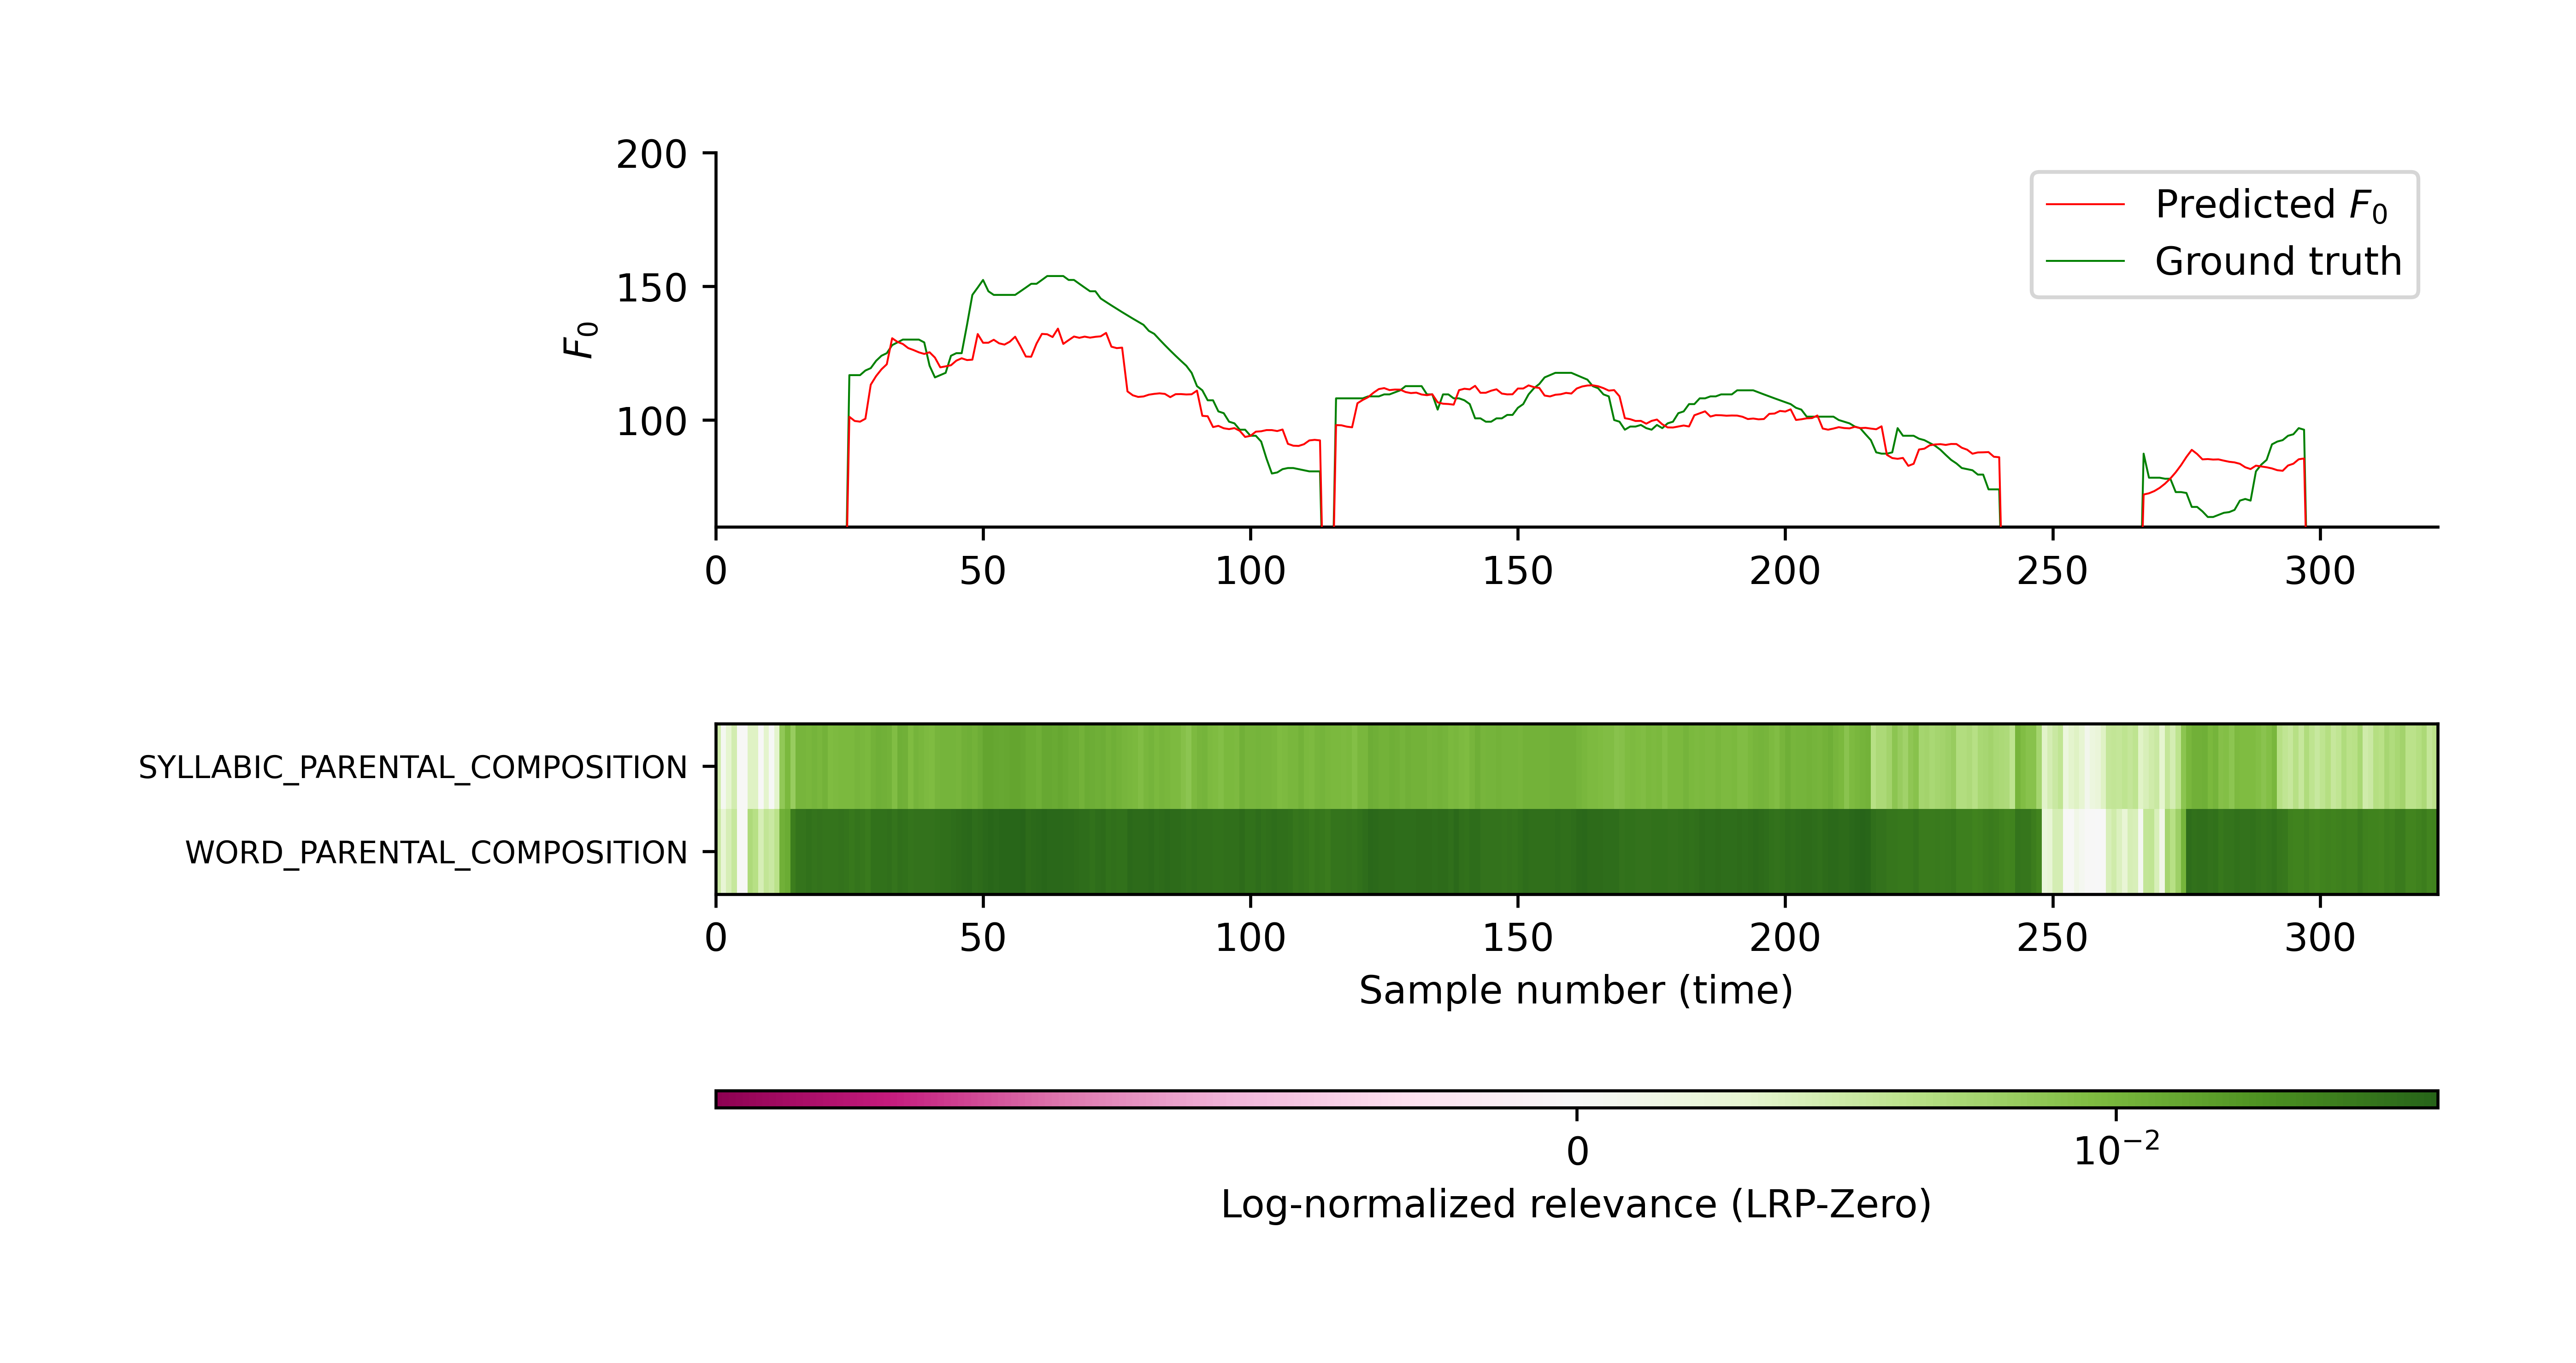 200
150
100
F₀
Predicted F₀
Ground truth
0 50 100 150 200 250 300
SYLLABIC_PARENTAL_COMPOSITION
WORD_PARENTAL_COMPOSITION
0 50 100 150 200 250 300
Sample number (time)
0 10⁻²
Log-normalized relevance (LRP-Zero)